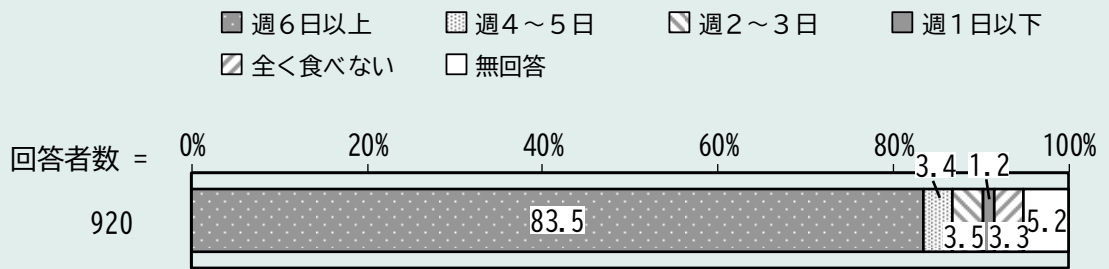 週6日以上 週4～5日 週2～3日 週1日以下
全く食べない 無回答
0% 20% 40% 60% 80% 100%
回答者数 =
3.4 1.2
920 83.5 5.2
3.5 3.3